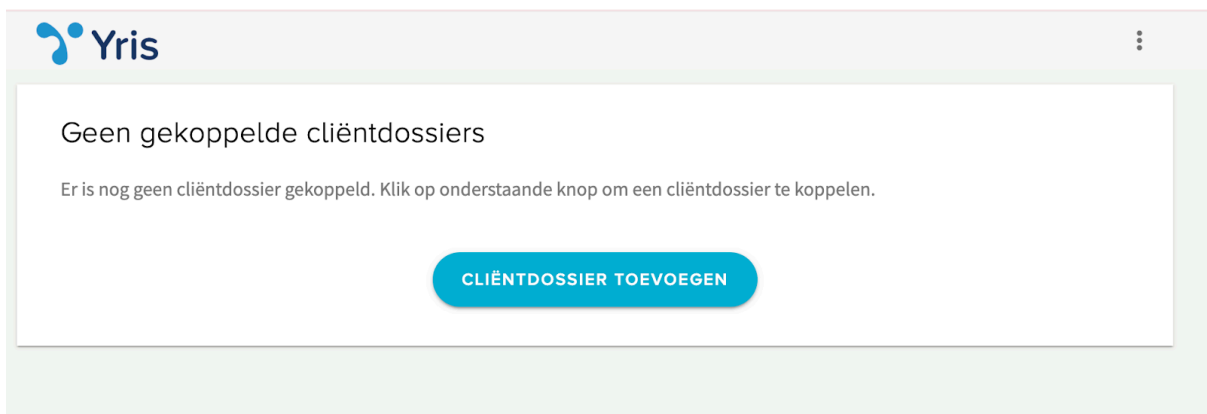 Yris
Geen gekoppelde cliëntdossiers
Er is nog geen cliëntdossier gekoppeld. Klik op onderstaande knop om een cliëntdossier te koppelen.
CLIËNTDOSSIER TOEVOEGEN